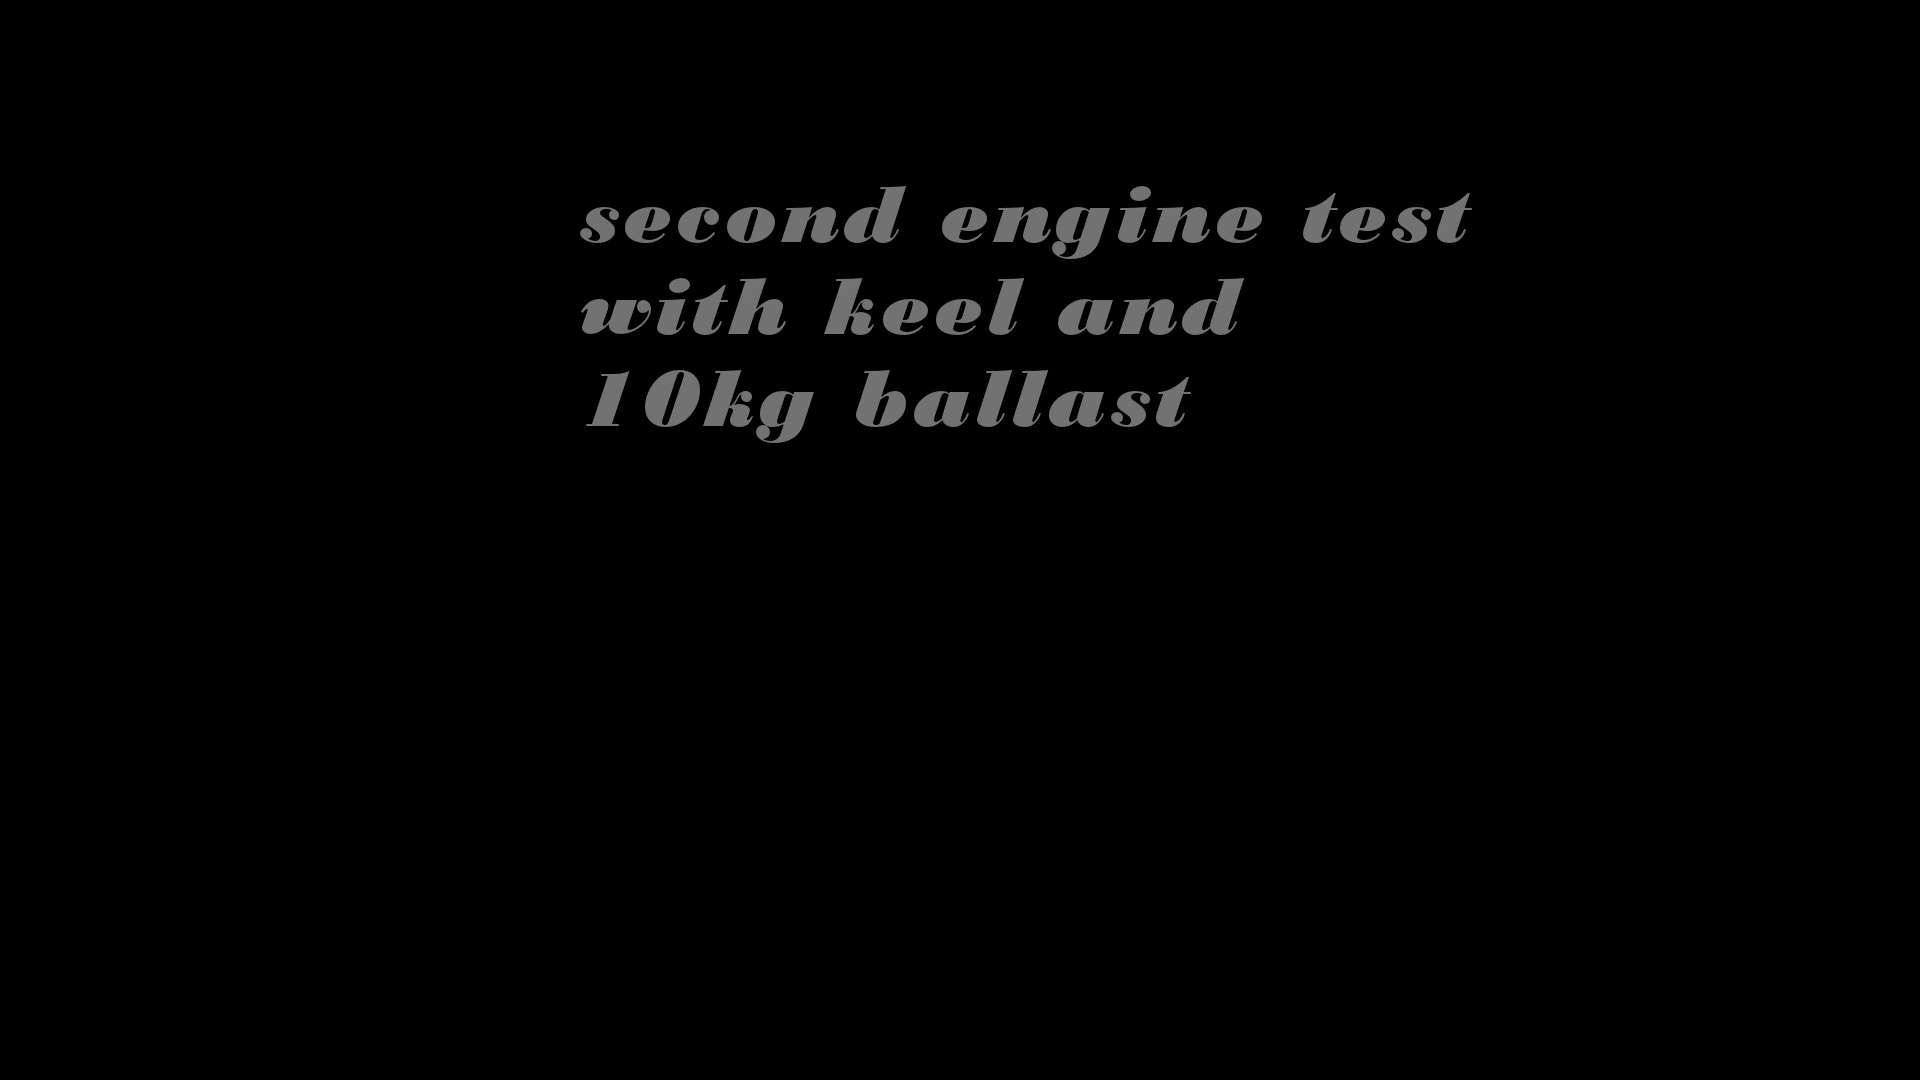 second engine test
with keel and
10kg ballast